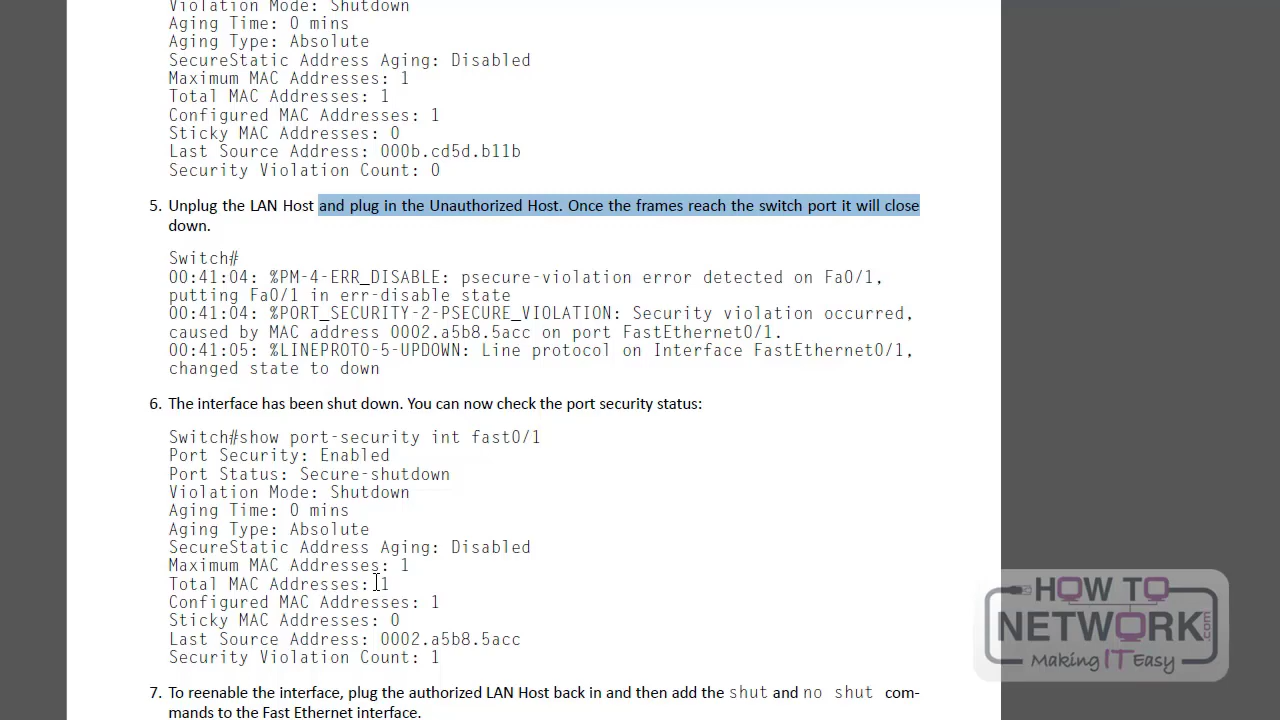 Violation Mode: Shutdown
Aging Time: 0 mins
Aging Type: Absolute
SecureStatic Address Aging: Disabled
Maximum MAC Addresses: 1
Total MAC Addresses: 1
Configured MAC Addresses: 1
Sticky MAC Addresses: 0
Last Source Address: 000b.cd5d.b11b
Security Violation Count: 0
5. Unplug the LAN Host and plug in the Unauthorized Host. Once the frames reach the switch port it will close
down.
Switch#
00:41:04: %PM-4-ERR_DISABLE: psecure-violation error detected on Fa0/1,
putting Fa0/1 in err-disable state
00:41:04: %PORT_SECURITY-2-PSECURE_VIOLATION: Security violation occurred,
caused by MAC address 0002.a5b8.5acc on port FastEthernet0/1.
00:41:05: %LINEPROTO-5-UPDOWN: Line protocol on Interface FastEthernet0/1,
changed state to down
6. The interface has been shut down. You can now check the port security status:
Switch#show port-security int fast0/1
Port Security: Enabled
Port Status: Secure-shutdown
Violation Mode: Shutdown
Aging Time: 0 mins
Aging Type: Absolute
SecureStatic Address Aging: Disabled
Maximum MAC Addresses: 1
Total MAC Addresses: 1
Configured MAC Addresses: 1
Sticky MAC Addresses: 0
Last Source Address: 0002.a5b8.5acc
Security Violation Count: 1
7. To reenable the interface, plug the authorized LAN Host back in and then add the shut and no shut com-
mands to the Fast Ethernet interface.
HOW TO
NETWORK.com
Making IT Easy